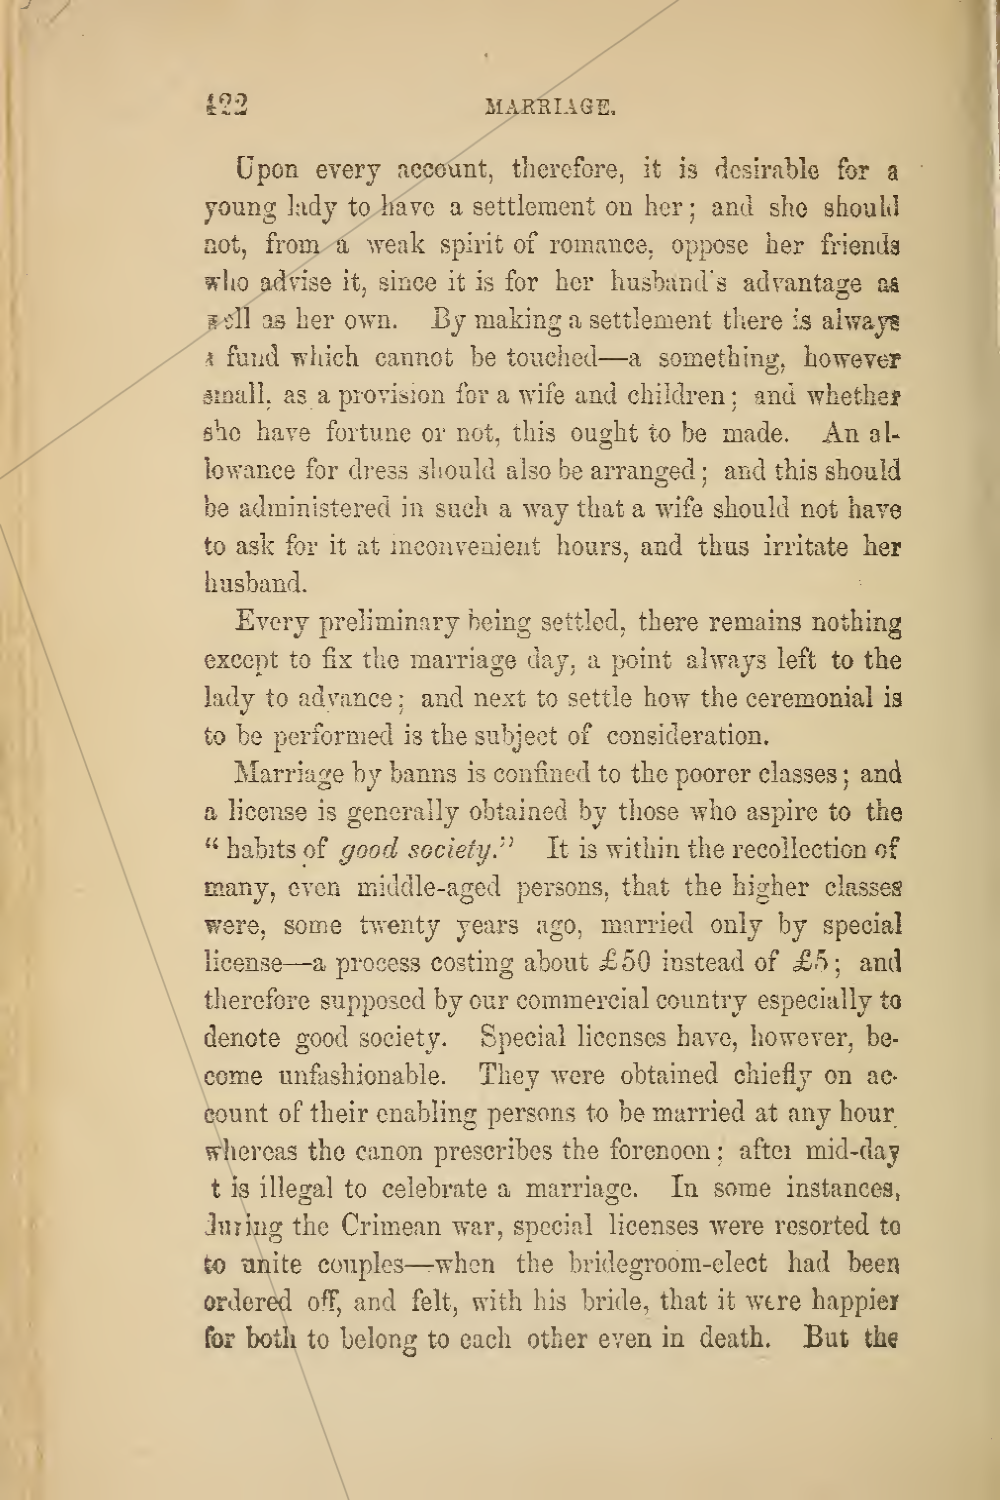 422 MARRIAGE.
Upon every account, therefore, it is desirable for a
young lady to have a settlement on her; and she should
not, from a weak spirit of romance, oppose her friends
who advise it, since it is for her husband's advantage as
well as her own. By making a settlement there is always
a fund which cannot be touched—a something, however
small, as a provision for a wife and children; and whether
she have fortune or not, this ought to be made. An al-
lowance for dress should also be arranged; and this should
be administered in such a way that a wife should not have
to ask for it at inconvenient hours, and thus irritate her
husband.
Every preliminary being settled, there remains nothing
except to fix the marriage day, a point always left to the
lady to advance; and next to settle how the ceremonial is
to be performed is the subject of consideration.
Marriage by banns is confined to the poorer classes; and
a license is generally obtained by those who aspire to the
“habits of good society.” It is within the recollection of
many, even middle-aged persons, that the higher classes
were, some twenty years ago, married only by special
license—a process costing about £50 instead of £5; and
therefore supposed by our commercial country especially to
denote good society. Special licenses have, however, be-
come unfashionable. They were obtained chiefly on ac-
count of their enabling persons to be married at any hour
whereas the canon prescribes the forenoon; after mid-day
t is illegal to celebrate a marriage. In some instances,
during the Crimean war, special licenses were resorted to
to unite couples—when the bridegroom-elect had been
ordered off, and felt, with his bride, that it were happier
for both to belong to each other even in death. But the